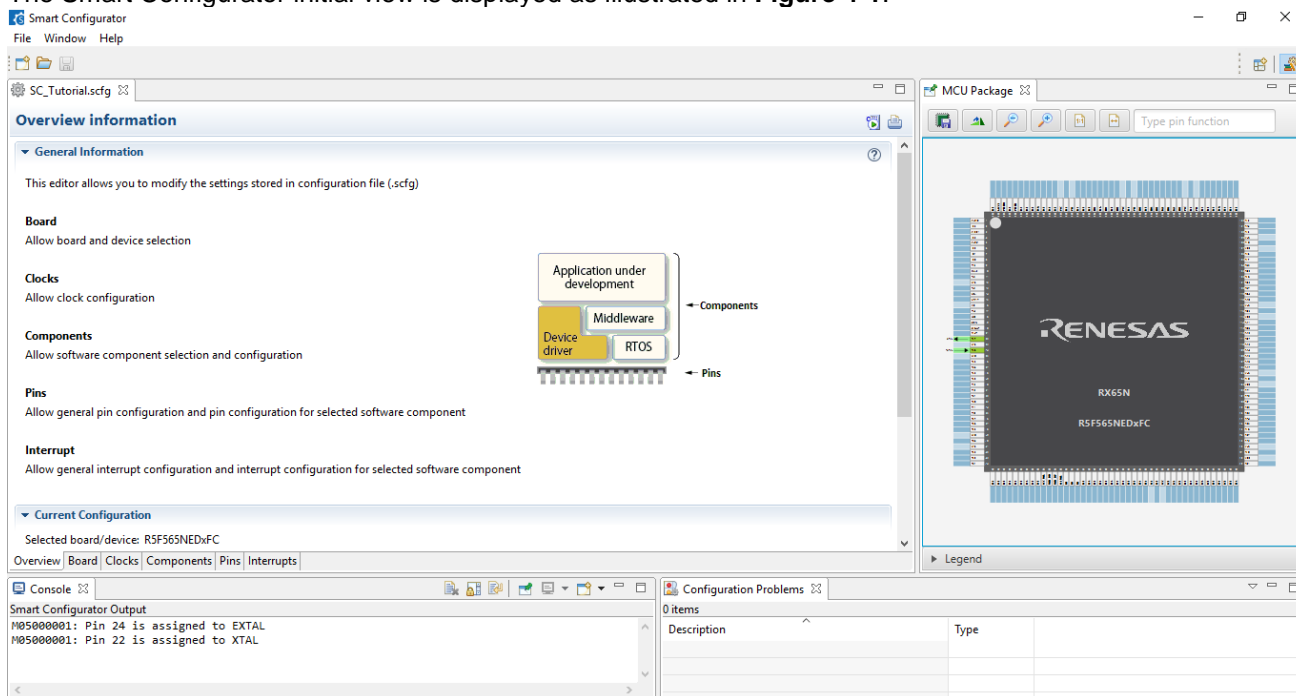 The Smart Configurator initial view is displayed as illustrated in Figure 4-1.
Smart Configurator
File Window Help
SC_Tutorial.scfg
MCU Package
Overview information
Type pin function
General Information
This editor allows you to modify the settings stored in configuration file (.scfg)
Board
Allow board and device selection
Clocks
Allow clock configuration
Components
Allow software component selection and configuration
Pins
Allow general pin configuration and pin configuration for selected software component
Interrupt
Allow general interrupt configuration and interrupt configuration for selected software component
Application under
development
Middleware
Device
driver
RTOS
Components
Pins
RENESAS
RX65N
R5F565NEDxFC
Current Configuration
Selected board/device: R5F565NEDxFC
Overview Board Clocks Components Pins Interrupts
Legend
Console
Smart Configurator Output
M05000001: Pin 24 is assigned to EXTAL
M05000001: Pin 22 is assigned to XTAL
Configuration Problems
0 items
Description Type